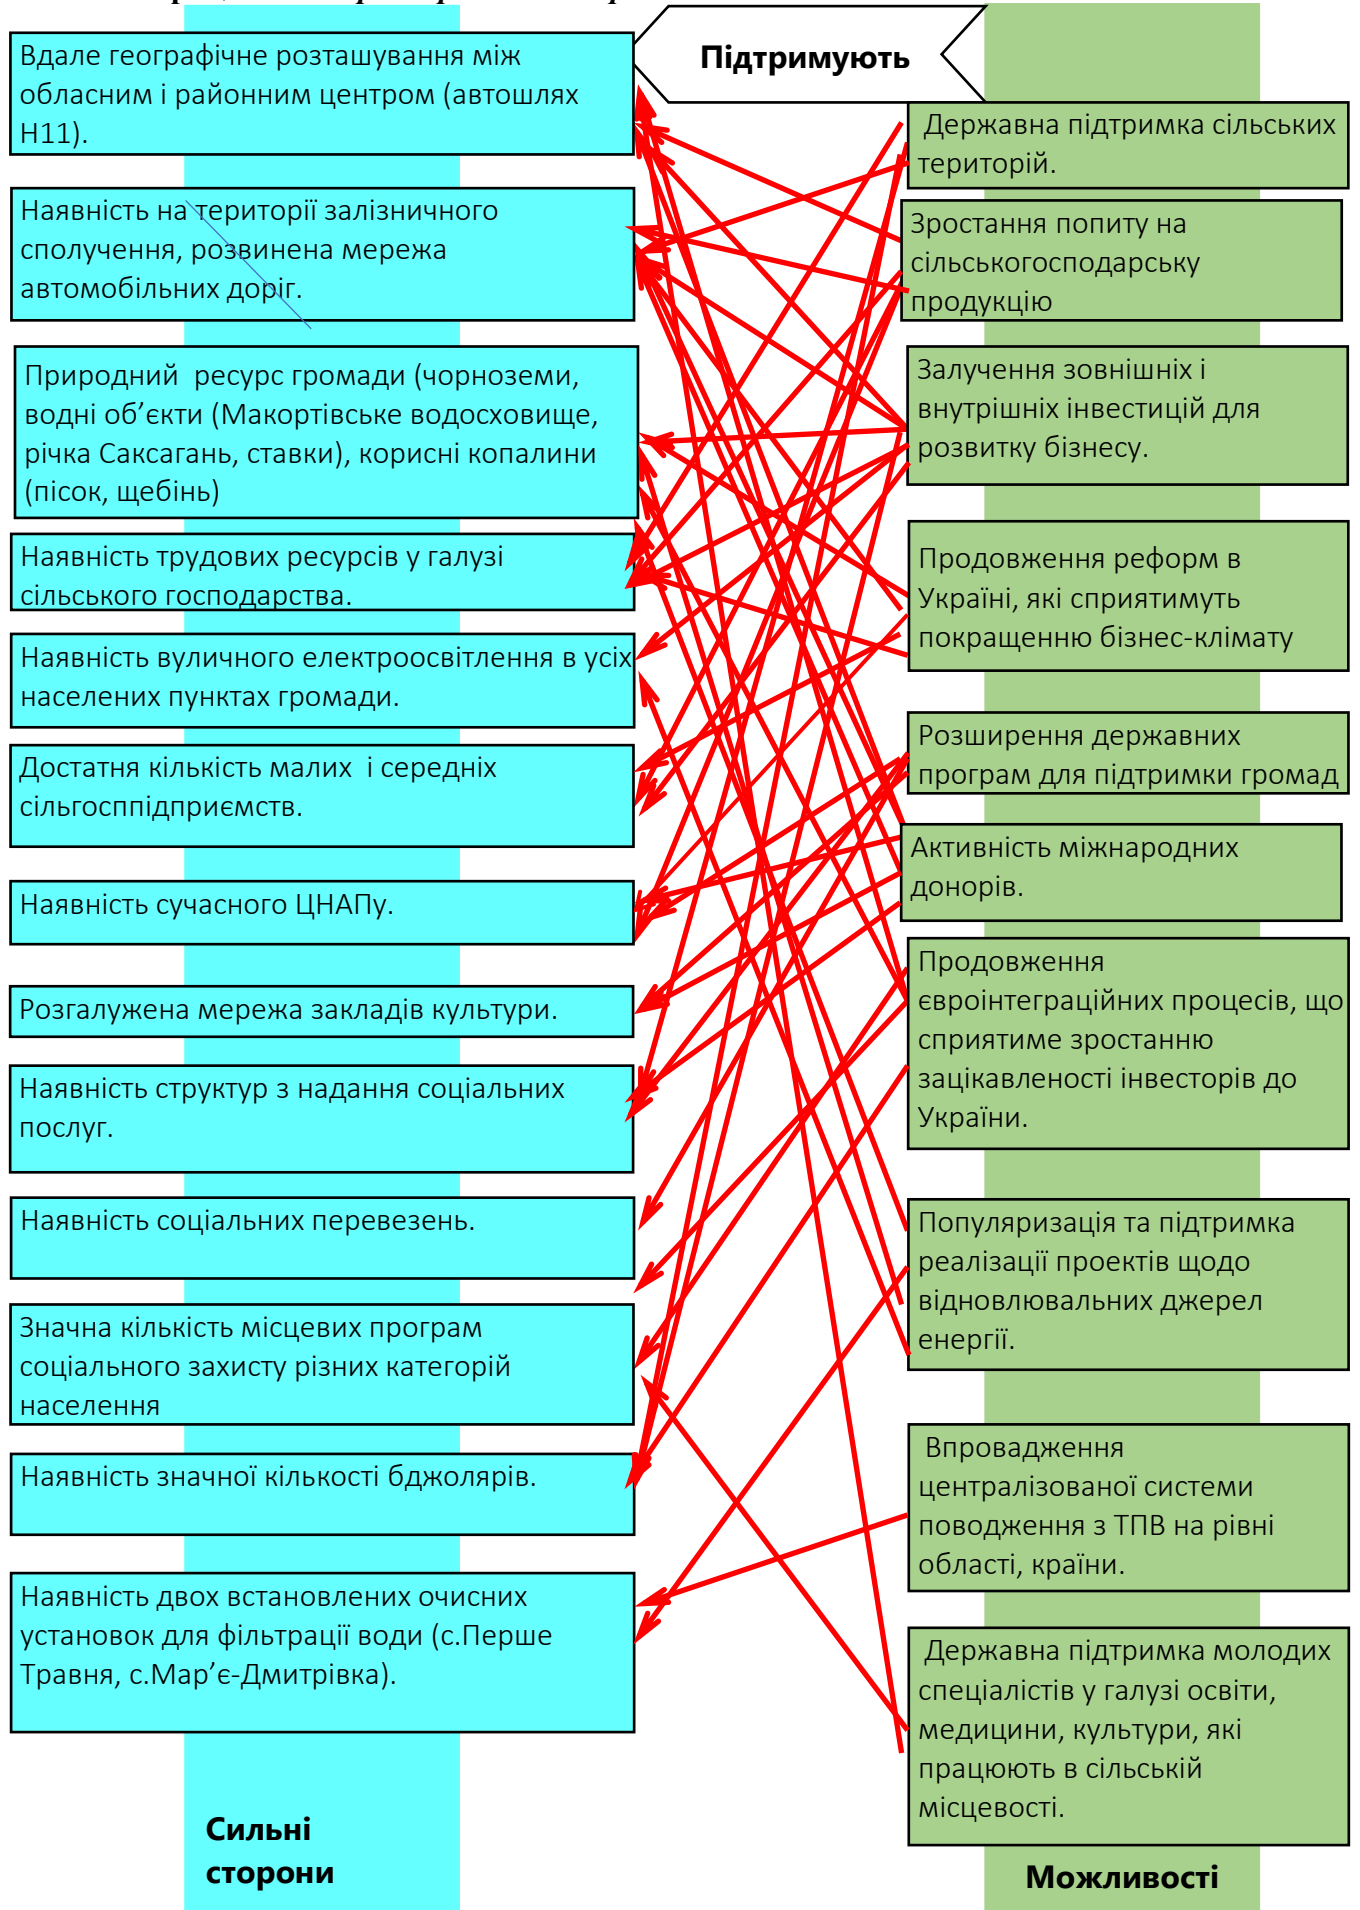 Підтримують
Вдале географічне розташування між
обласним і районним центром (автошлях
Н11).
Наявність на території залізничного
сполучення, розвинена мережа
автомобільних доріг.
Природний ресурс громади (чорноземи,
водні об’єкти (Макортівське водосховище,
річка Саксагань, ставки), корисні копалини
(пісок, щебінь)
Наявність трудових ресурсів у галузі
сільського господарства.
Наявність вуличного електроосвітлення в усіх
населених пунктах громади.
Достатня кількість малих і середніх
сільгосппідприємств.
Наявність сучасного ЦНАПу.
Розгалужена мережа закладів культури.
Наявність структур з надання соціальних
послуг.
Наявність соціальних перевезень.
Значна кількість місцевих програм
соціального захисту різних категорій
населення
Наявність значної кількості бджолярів.
Наявність двох встановлених очисних
установок для фільтрації води (с.Перше
Травня, с.Мар’є-Дмитрівка).
Сильні
сторони
Державна підтримка сільських
територій.
Зростання попиту на
сільськогосподарську
продукцію
Залучення зовнішніх і
внутрішніх інвестицій для
розвитку бізнесу.
Продовження реформ в
Україні, які сприятимуть
покращенню бізнес-клімату
Розширення державних
програм для підтримки громад
Активність міжнародних
донорів.
Продовження
євроінтеграційних процесів, що
сприятиме зростанню
зацікавленості інвесторів до
України.
Популяризація та підтримка
реалізації проектів щодо
відновлювальних джерел
енергії.
Впровадження
централізованої системи
поводження з ТПВ на рівні
області, країни.
Державна підтримка молодих
спеціалістів у галузі освіти,
медицини, культури, які
працюють в сільській
місцевості.
Можливості